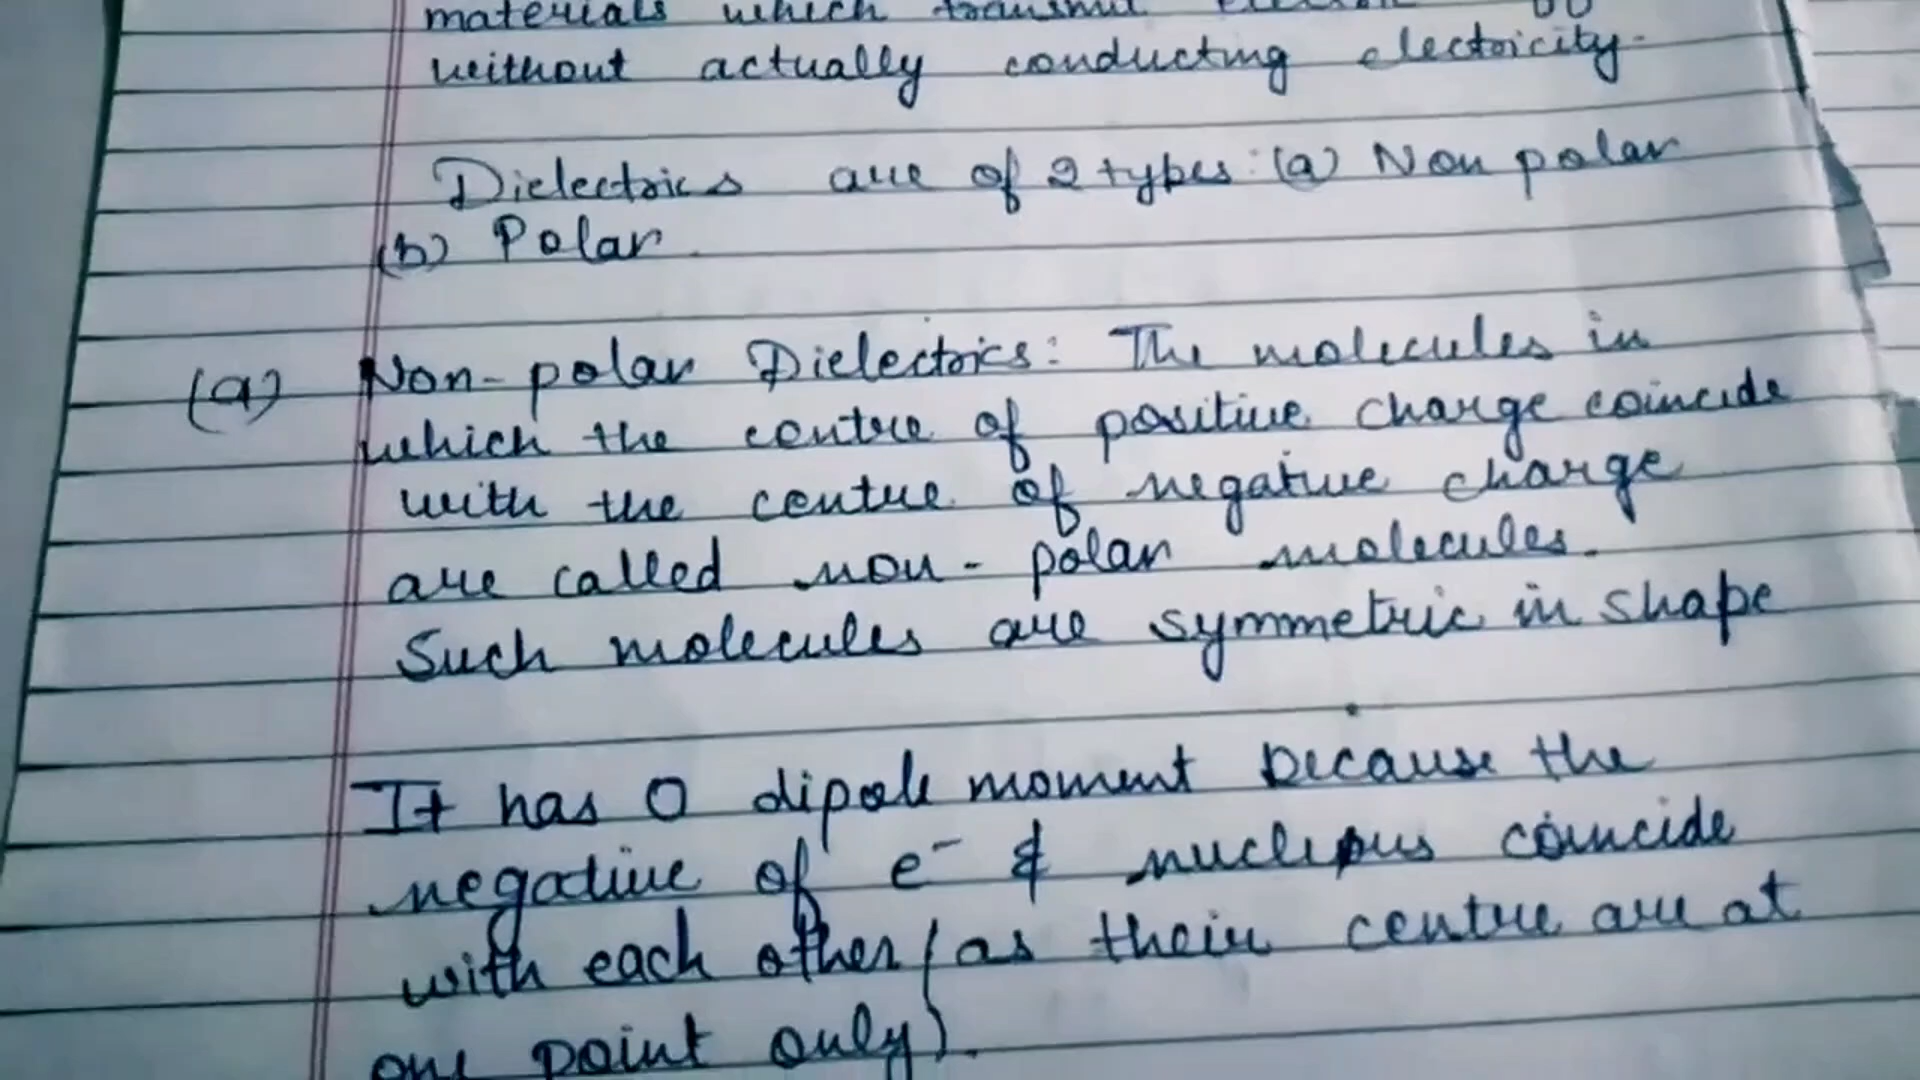 materials which transmit
without actually conducting electricity.
Dielectrics are of 2 types: (a) Non polar
(b) Polar.
(a) Non-polar Dielectrics: The molecules in
which the centre of positive charge coincide
with the centre of negative charge
are called non-polar molecules.
Such molecules are symmetric in shape
It has 0 dipole moment because the
negative of e⁻ & nucleus coincide
with each other (as their centre are at
one point only).